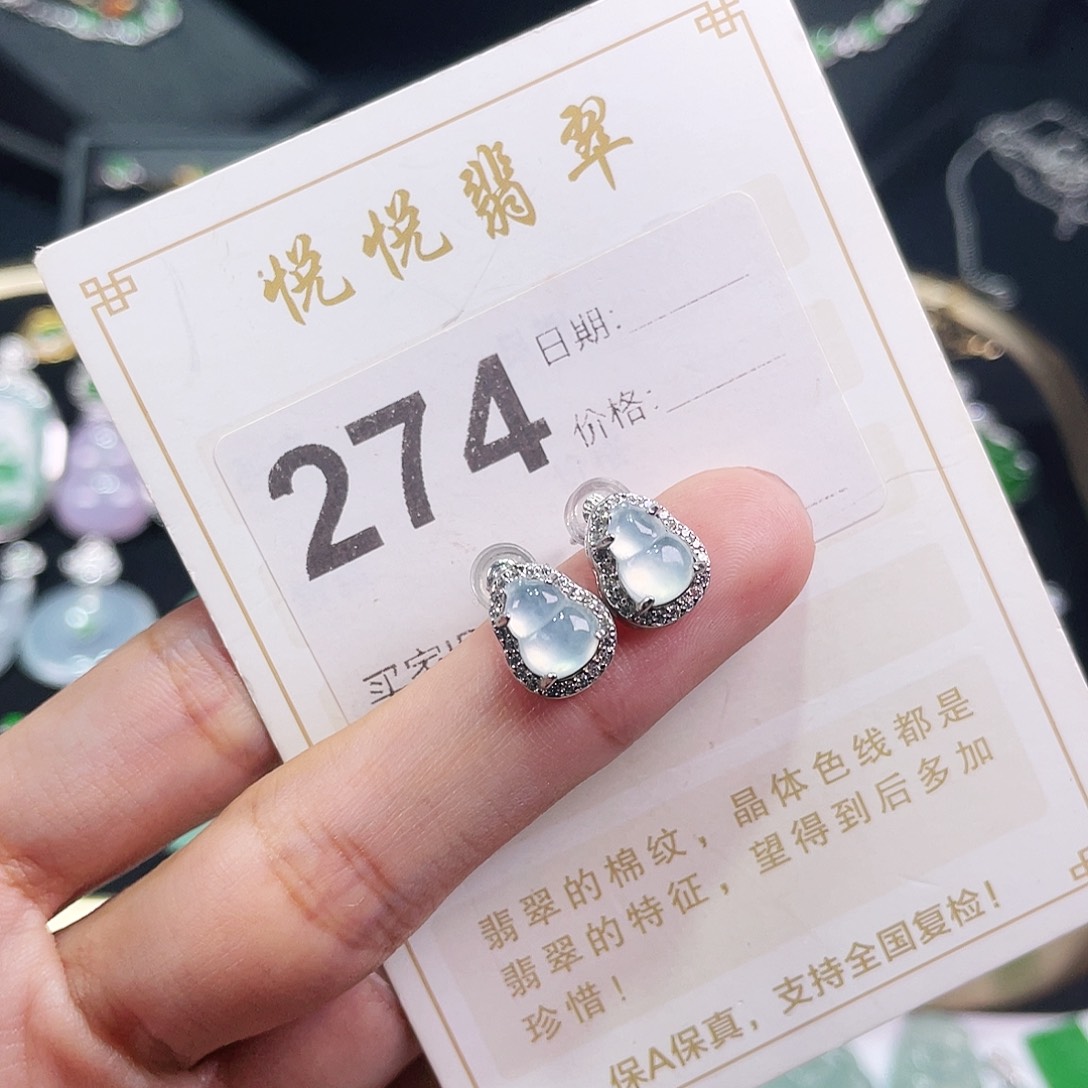 悦悦翡翠
274
日期:
价格:
买家
翡翠的棉纹，晶体色线都是
翡翠的特征，望得到后多加
珍惜！
保A保真，支持全国复检！